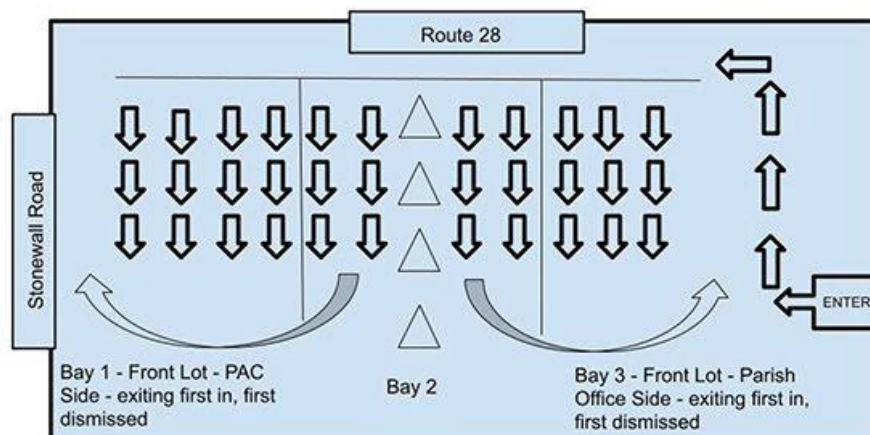 Route 28
Stonewall Road
ENTER
Bay 1 - Front Lot - PAC
Side - exiting first in, first
dismissed
Bay 2
Bay 3 - Front Lot - Parish
Office Side - exiting first in,
first dismissed